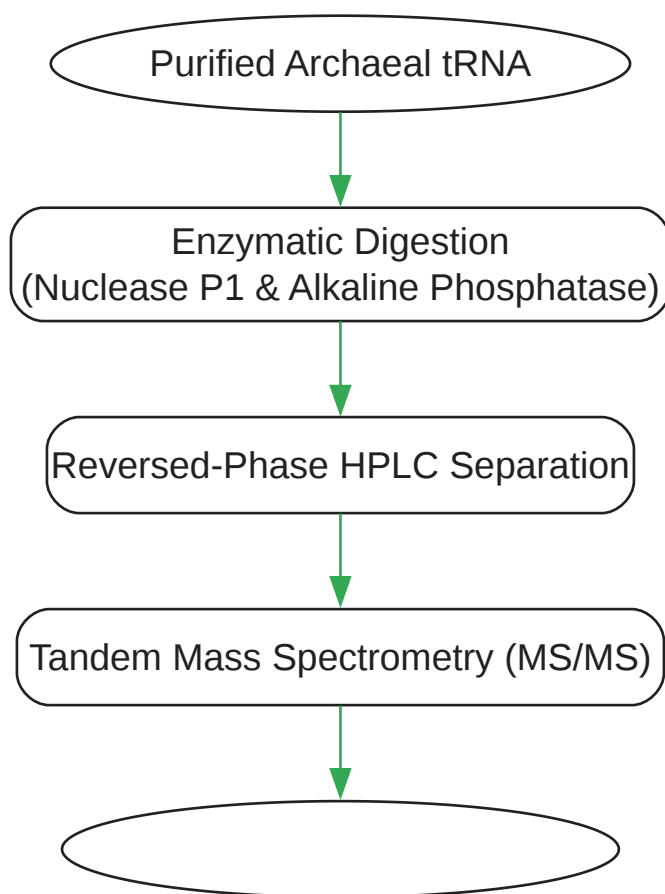 Purified Archaeal tRNA
Enzymatic Digestion
(Nuclease P1 & Alkaline Phosphatase)
Reversed-Phase HPLC Separation
Tandem Mass Spectrometry (MS/MS)